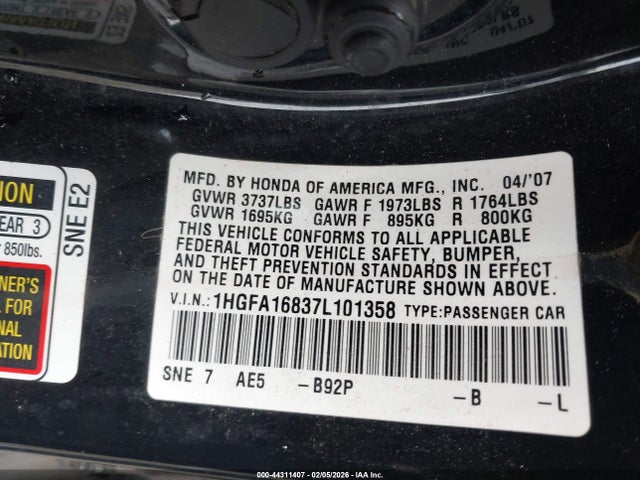 MFD. BY HONDA OF AMERICA MFG., INC. 04/'07
GVWR 3737LBS GAWR F 1973LBS R 1764LBS
GVWR 1695KG GAWR F 895KG R 800KG
THIS VEHICLE CONFORMS TO ALL APPLICABLE
FEDERAL MOTOR VEHICLE SAFETY, BUMPER,
AND THEFT PREVENTION STANDARDS IN EFFECT
ON THE DATE OF MANUFACTURE SHOWN ABOVE.
V.I.N.: 1HGFA16837L101358 TYPE:PASSENGER CAR
SNE 7 AE5 -B92P -B -L
EAR 3
850lbs.
NER'S
FOR
NAL
ATION
SNE E2
000-44311407 - 02/05/2026 - IAA Inc.